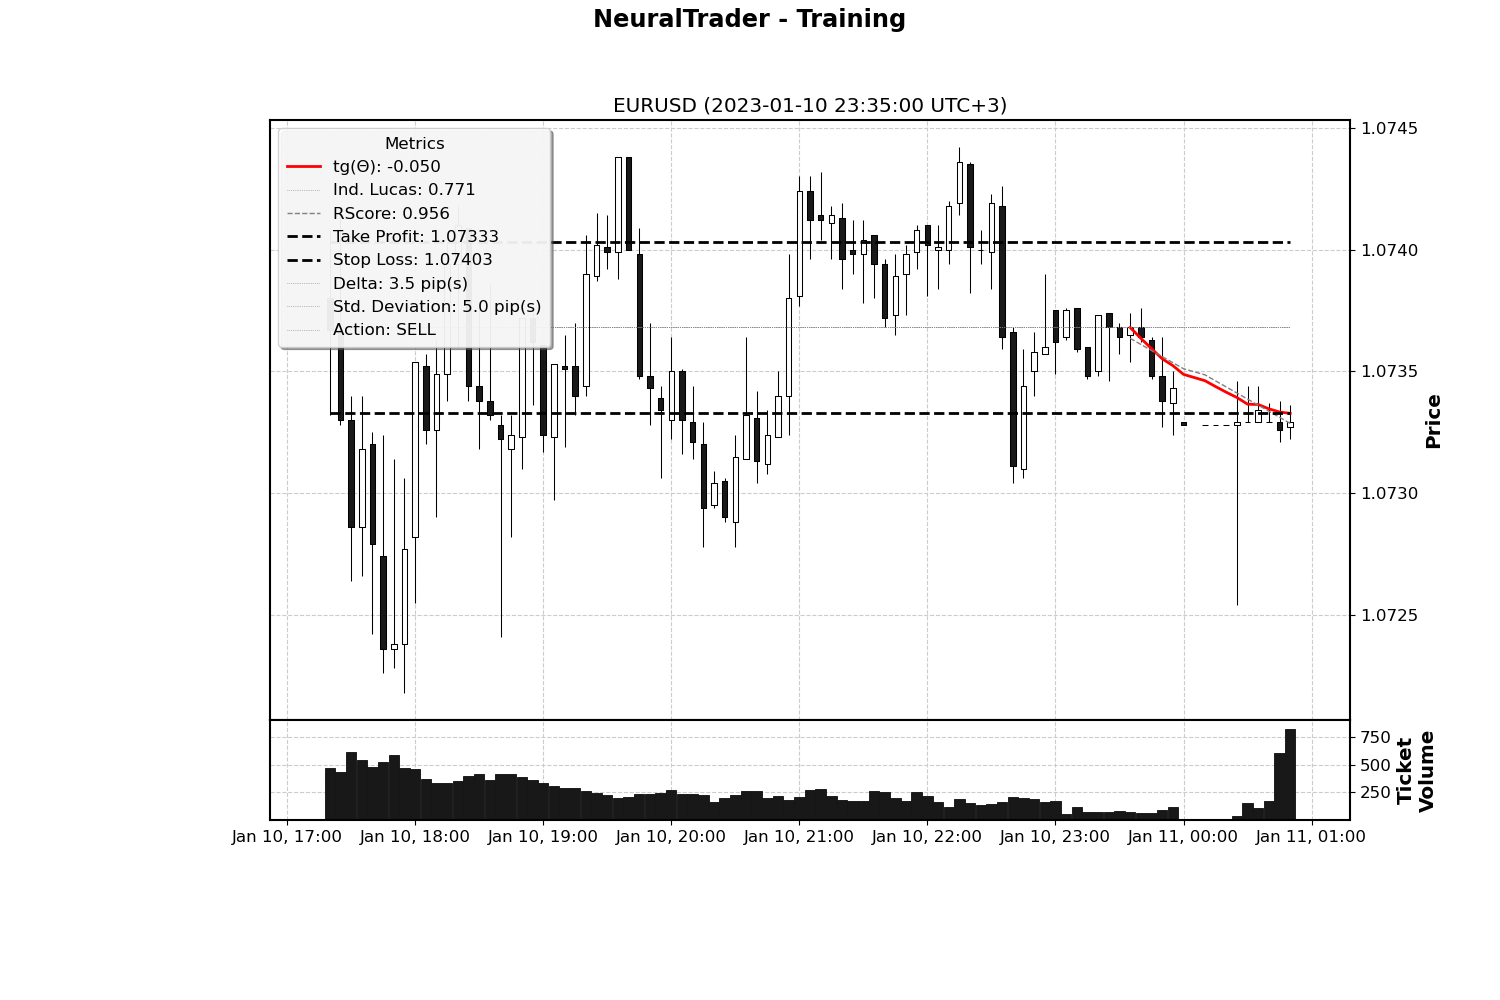 NeuralTrader - Training
EURUSD (2023-01-10 23:35:00 UTC+3)
Metrics
tg(Θ): -0.050
Ind. Lucas: 0.771
RScore: 0.956
Take Profit: 1.07333
Stop Loss: 1.07403
Delta: 3.5 pip(s)
Std. Deviation: 5.0 pip(s)
Action: SELL
1.0745
1.0740
1.0735
1.0730
1.0725
Price
750
500
250
Ticket
Volume
Jan 10, 17:00 Jan 10, 18:00 Jan 10, 19:00 Jan 10, 20:00 Jan 10, 21:00 Jan 10, 22:00 Jan 10, 23:00 Jan 11, 00:00 Jan 11, 01:00